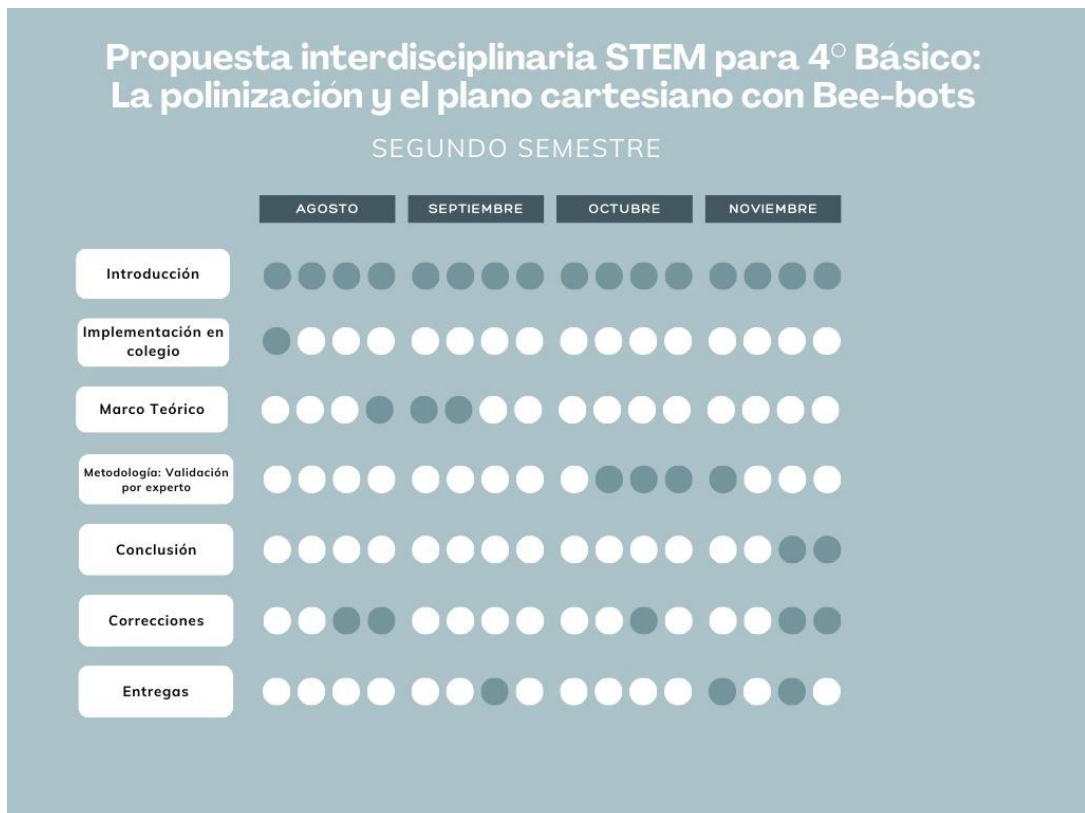 Propuesta interdisciplinaria STEM para 4° Básico:
La polinización y el plano cartesiano con Bee-bots
SEGUNDO SEMESTRE
AGOSTO SEPTIEMBRE OCTUBRE NOVIEMBRE
Introducción
Implementación en
colegio
Marco Teórico
Metodología: Validación
por experto
Conclusión
Correcciones
Entregas